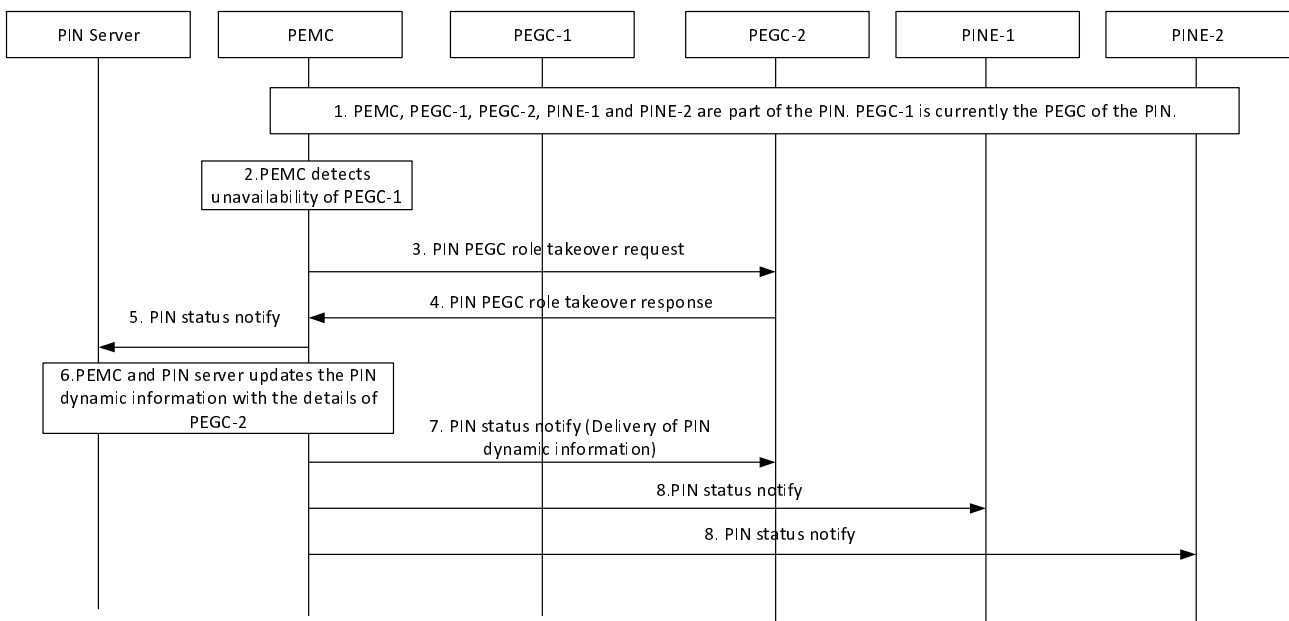 PIN Server
PEMC
PEGC-1
PEGC-2
PINE-1
PINE-2
1. PEMC, PEGC-1, PEGC-2, PINE-1 and PINE-2 are part of the PIN. PEGC-1 is currently the PEGC of the PIN.
2.PEMC detects
unavailability of PEGC-1
3. PIN PEGC role takeover request
4. PIN PEGC role takeover response
5. PIN status notify
6.PEMC and PIN server updates the PIN
dynamic information with the details of
PEGC-2
7. PIN status notify (Delivery of PIN
dynamic information)
8.PIN status notify
8. PIN status notify